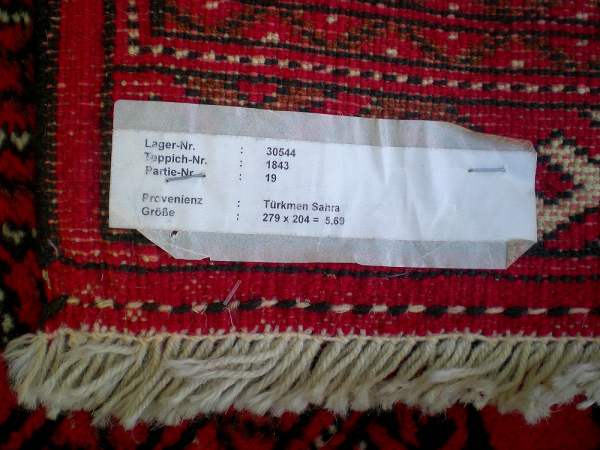 Lager-Nr. : 30544
Teppich-Nr. : 1843
Partie-Nr. : 19
Provenienz : Türkmen Sahra
Größe : 279 x 204 = 5,69